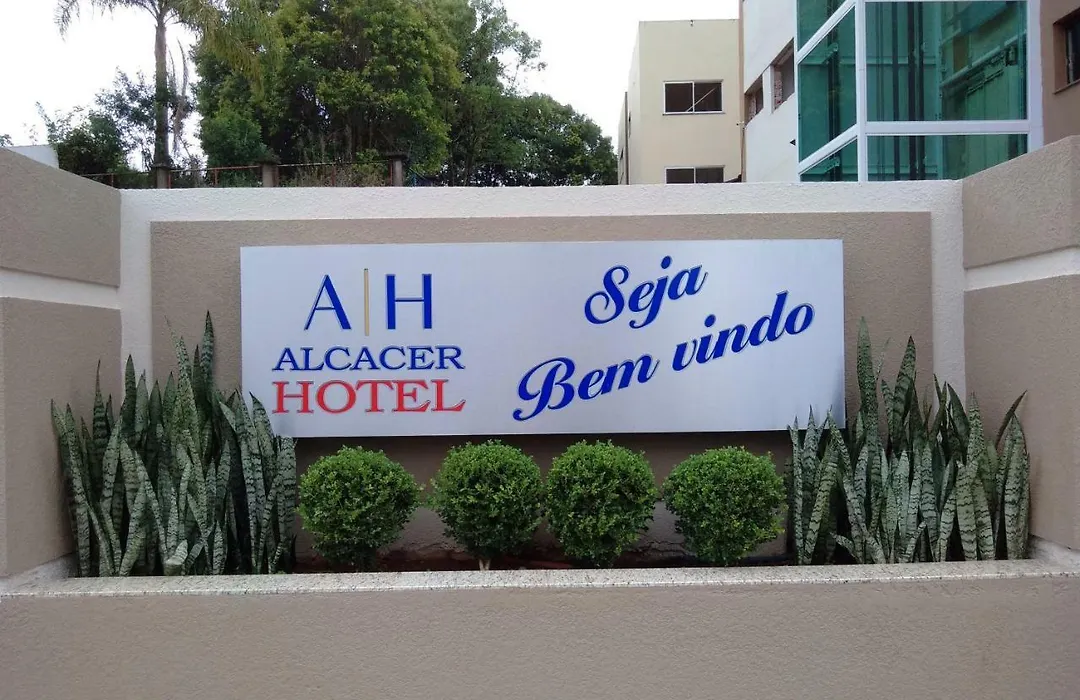 A|H
ALCACER
HOTEL
Seja
Bem vindo